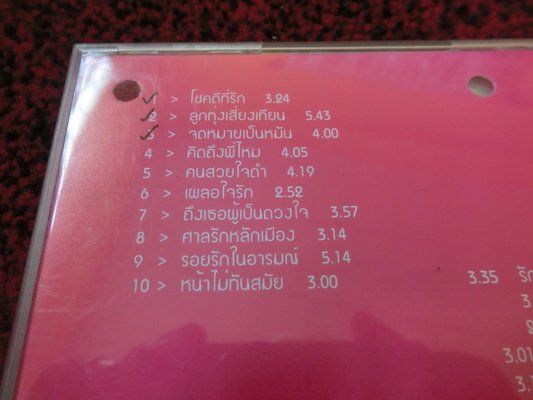 1 > โชคดีที่รัก 3.24
2 > ลูกทุ่งเสี่ยงเทียน 5.43
3 > จดหมายเป็นหมัน 4.00
4 > คิดถึงพี่ไหม 4.05
5 > คนสวยใจดำ 4.19
6 > เผลอใจรัก 2.52
7 > ถึงเธอผู้เป็นดวงใจ 3.57
8 > ศาลรักหลักเมือง 3.14
9 > รอยรักในอารมณ์ 5.14
10 > หน้าไม่ทันสมัย 3.00
3.35
3.01